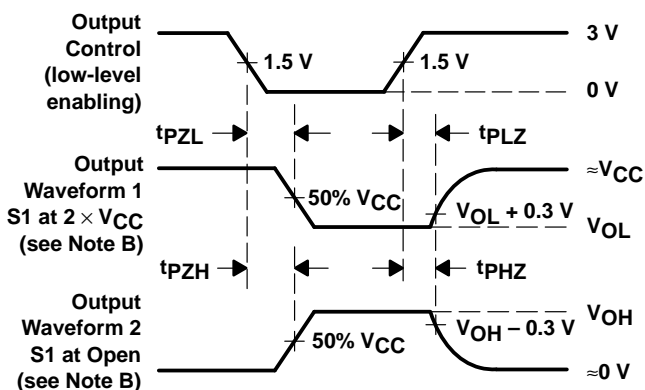 Output
Control
(low-level
enabling)
1.5 V
1.5 V
3 V
0 V
tPZL
tPLZ
Output
Waveform 1
S1 at 2 × VCC
(see Note B)
50% VCC
VOL + 0.3 V
≈VCC
VOL
tPZH
tPHZ
Output
Waveform 2
S1 at Open
(see Note B)
50% VCC
VOH – 0.3 V
VOH
≈0 V